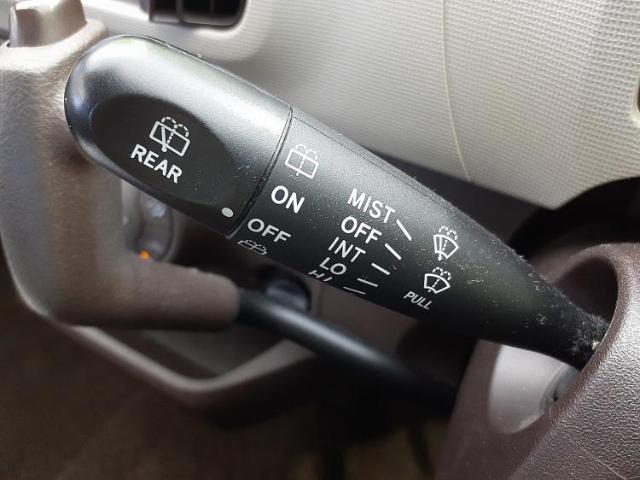 REAR
ON
OFF
MIST
OFF
INT
LO
HI
PULL